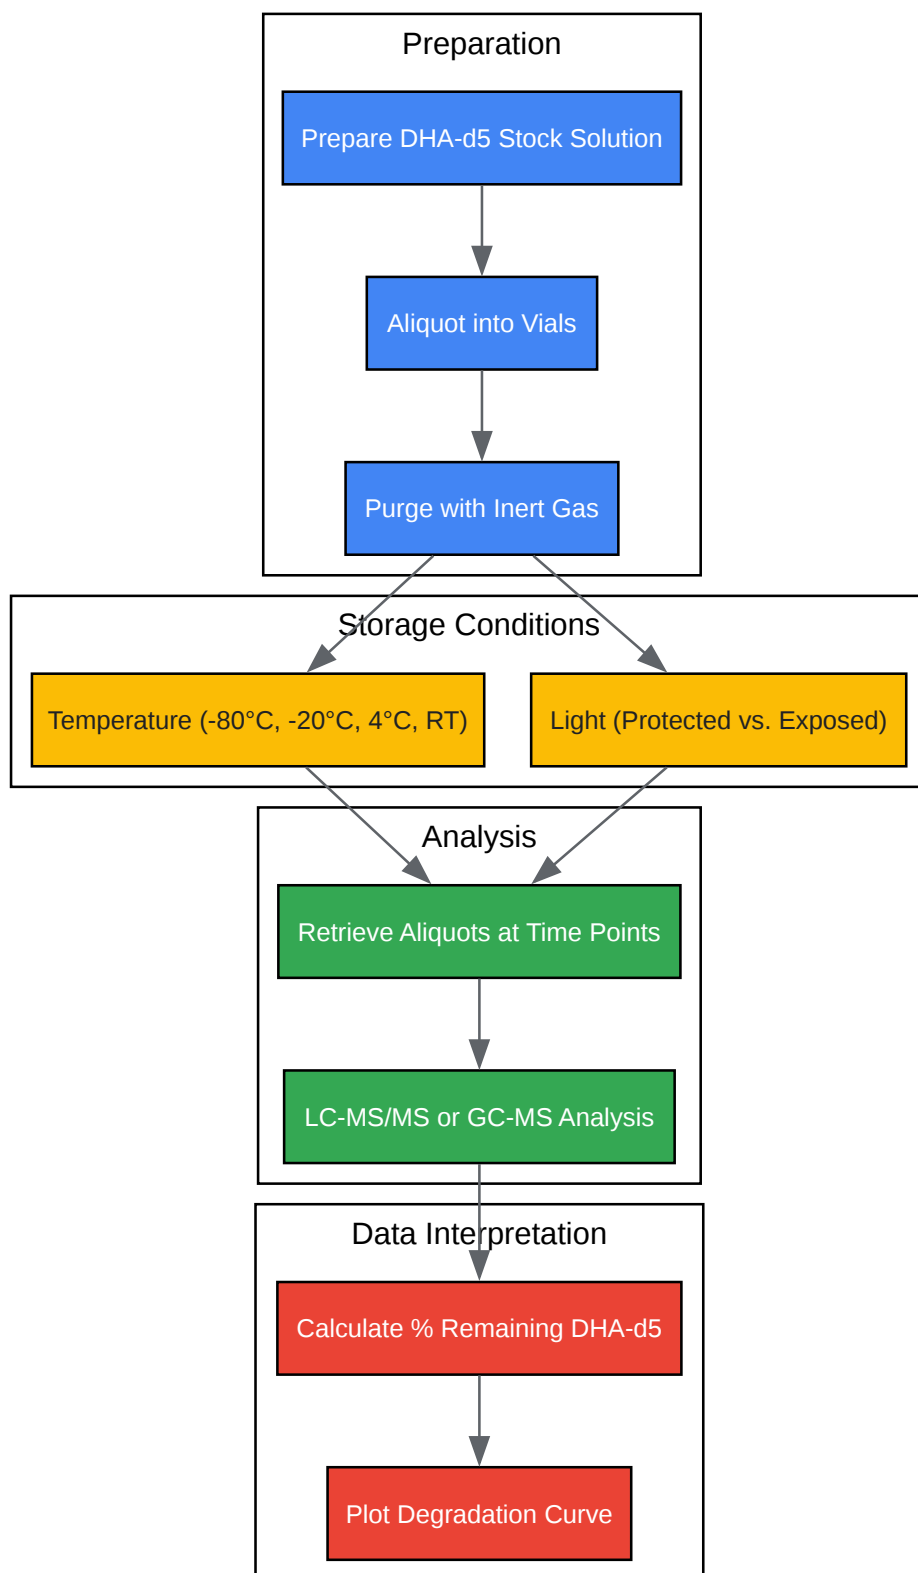 Preparation
Prepare DHA-d5 Stock Solution
Aliquot into Vials
Purge with Inert Gas
Storage Conditions
Temperature (-80°C, -20°C, 4°C, RT)
Light (Protected vs. Exposed)
Analysis
Retrieve Aliquots at Time Points
LC-MS/MS or GC-MS Analysis
Data Interpretation
Calculate % Remaining DHA-d5
Plot Degradation Curve